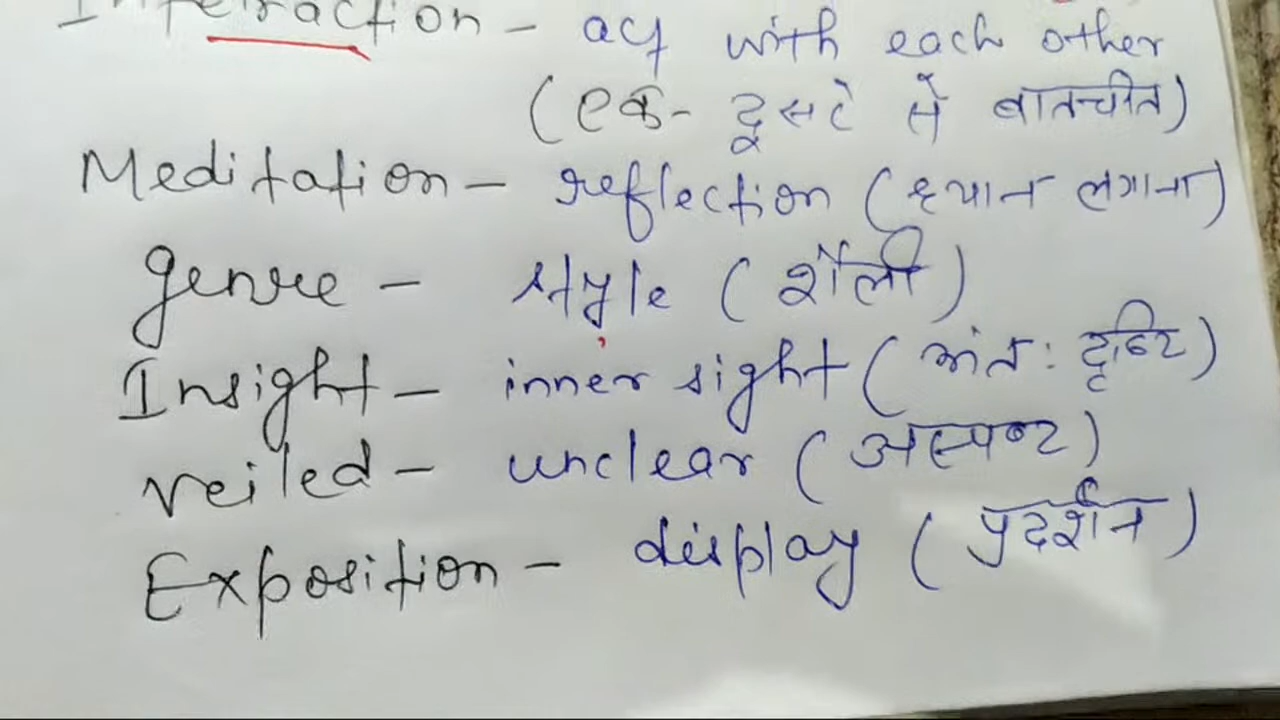 Interaction - act with each other
(एक- दूसरे से बातचीत)
Meditation - reflection (ध्यान लगाना)
genre - style (शैली)
Insight - inner sight (अंत: दृष्टि)
veiled - unclear (अस्पष्ट)
Exposition - display (प्रदर्शन)